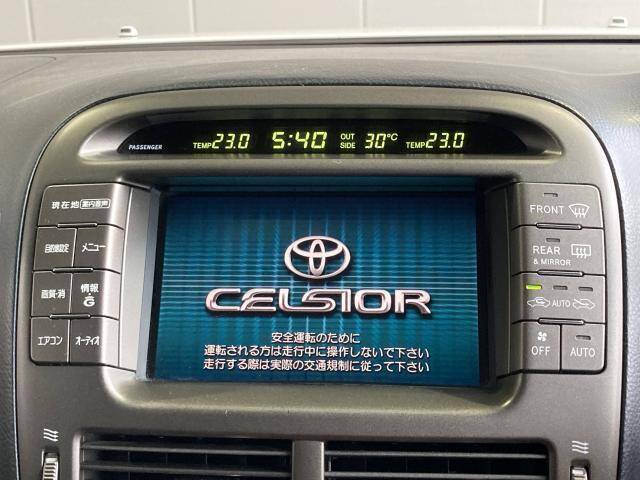 PASSENGER TEMP 23.0 5:40 OUT SIDE 30°C TEMP 23.0
現在地 案内音声
目的地設定 メニュー
画質・消 情報 G
エアコン オーディオ
CELSIOR
安全運転のために
運転される方は走行中に操作しないで下さい
走行する際は実際の交通規制に従って下さい
FRONT
REAR
& MIRROR
AUTO
OFF AUTO